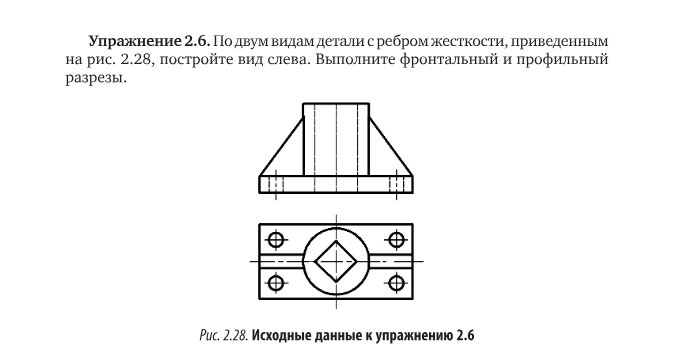 Упражнение 2.6. По двум видам детали с ребром жесткости, приведенным
на рис. 2.28, постройте вид слева. Выполните фронтальный и профильный
разрезы.
Рис. 2.28. Исходные данные к упражнению 2.6